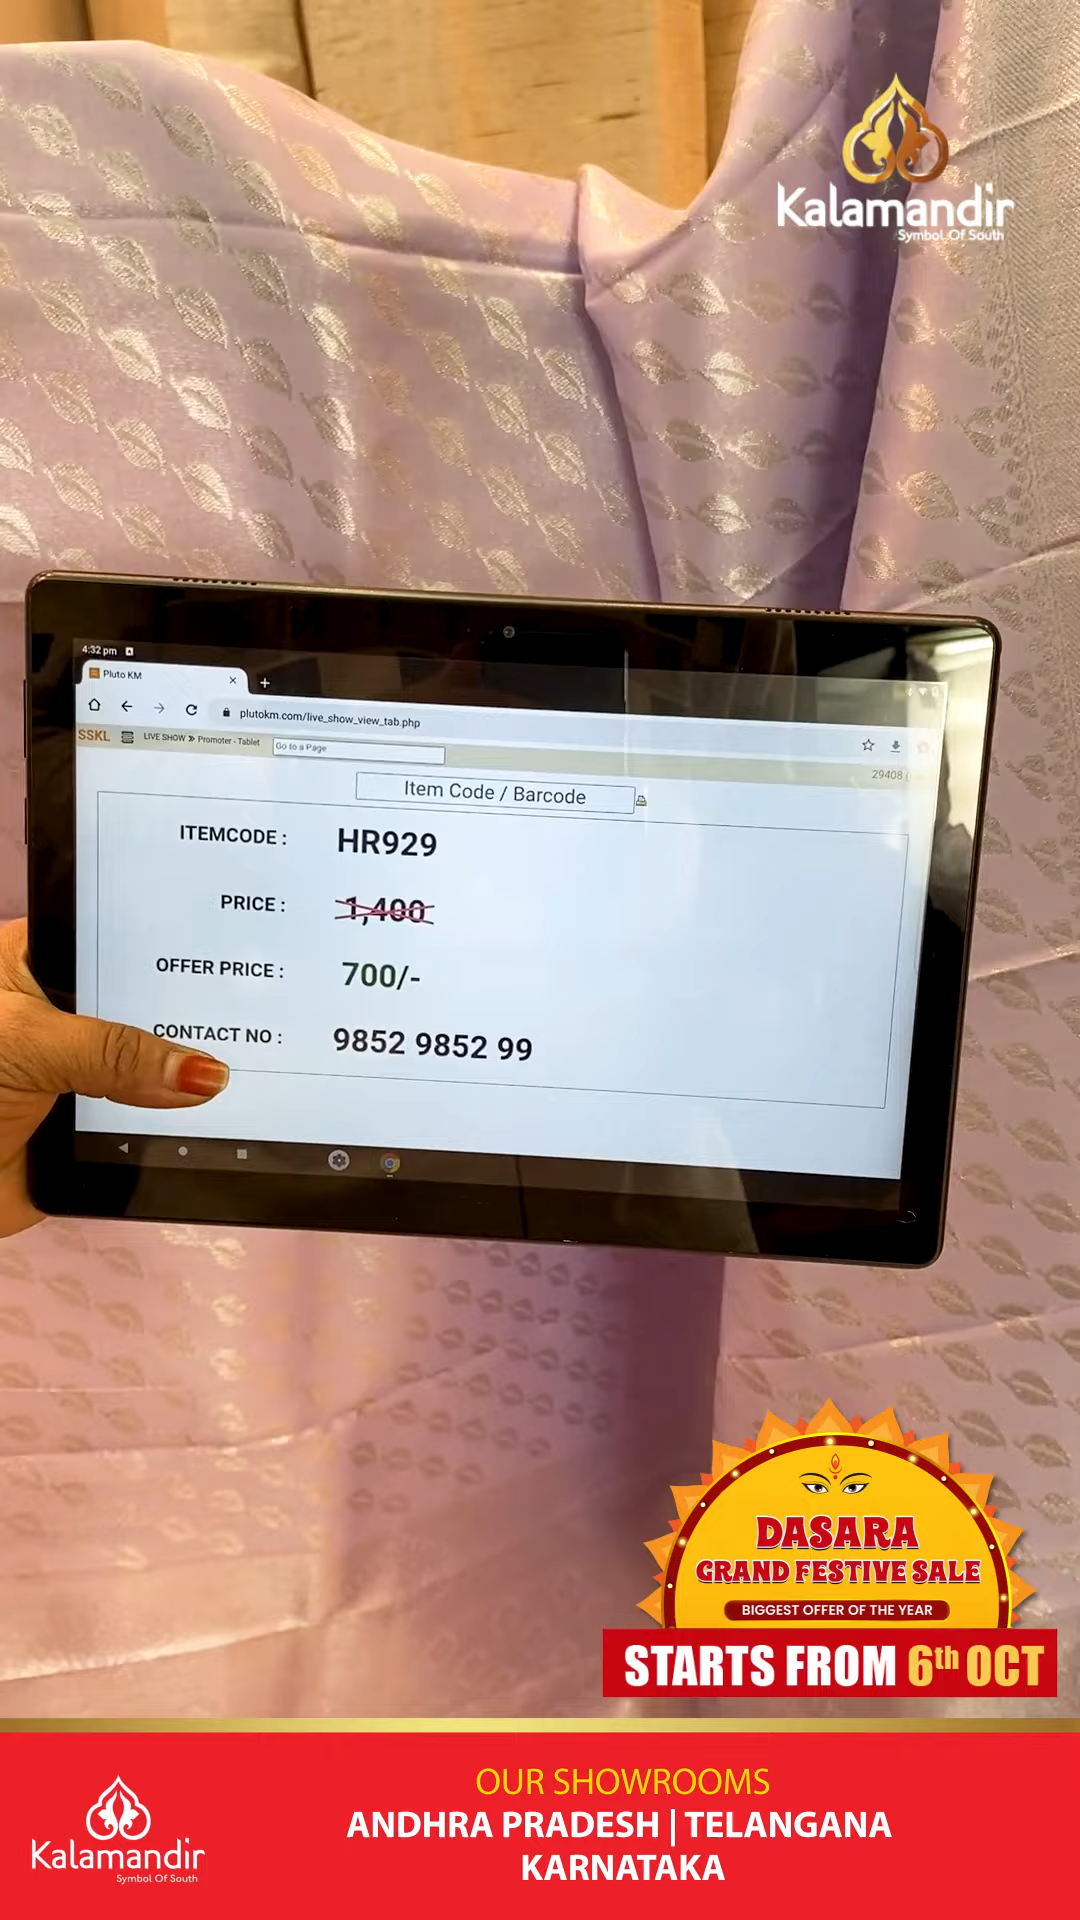 Kalamandir
Symbol Of South
4:32 pm
Pluto KM
plutokm.com/live_show_view_tab.php
SSKL
LIVE SHOW » Promoter - Tablet
Go to a Page
29408
Item Code / Barcode
ITEMCODE : HR929
PRICE : 1,400
OFFER PRICE : 700/-
CONTACT NO : 9852 9852 99
DASARA
GRAND FESTIVE SALE
BIGGEST OFFER OF THE YEAR
STARTS FROM 6th OCT
OUR SHOWROOMS
ANDHRA PRADESH | TELANGANA
KARNATAKA
Kalamandir
Symbol Of South